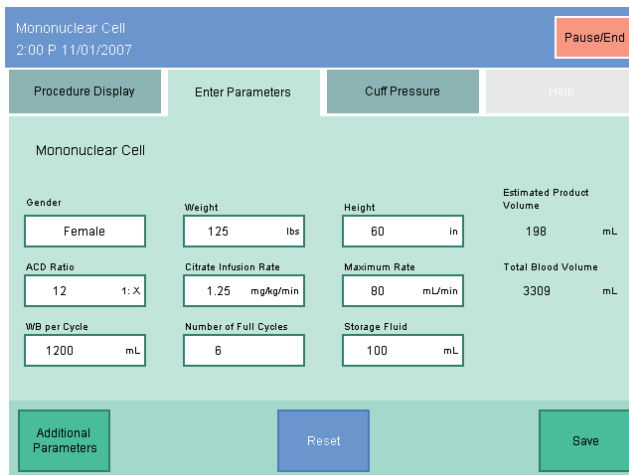 Mononuclear Cell
2:00 P 11/01/2007
Pause/End
Procedure Display
Enter Parameters
Cuff Pressure
Help
Mononuclear Cell
Gender
Female
Weight
125 lbs
Height
60 in
Estimated Product
Volume
198 mL
ACD Ratio
12 1: X
Citrate Infusion Rate
1.25 mg/kg/min
Maximum Rate
80 mL/min
Total Blood Volume
3309 mL
WB per Cycle
1200 mL
Number of Full Cycles
6
Storage Fluid
100 mL
Additional
Parameters
Reset
Save